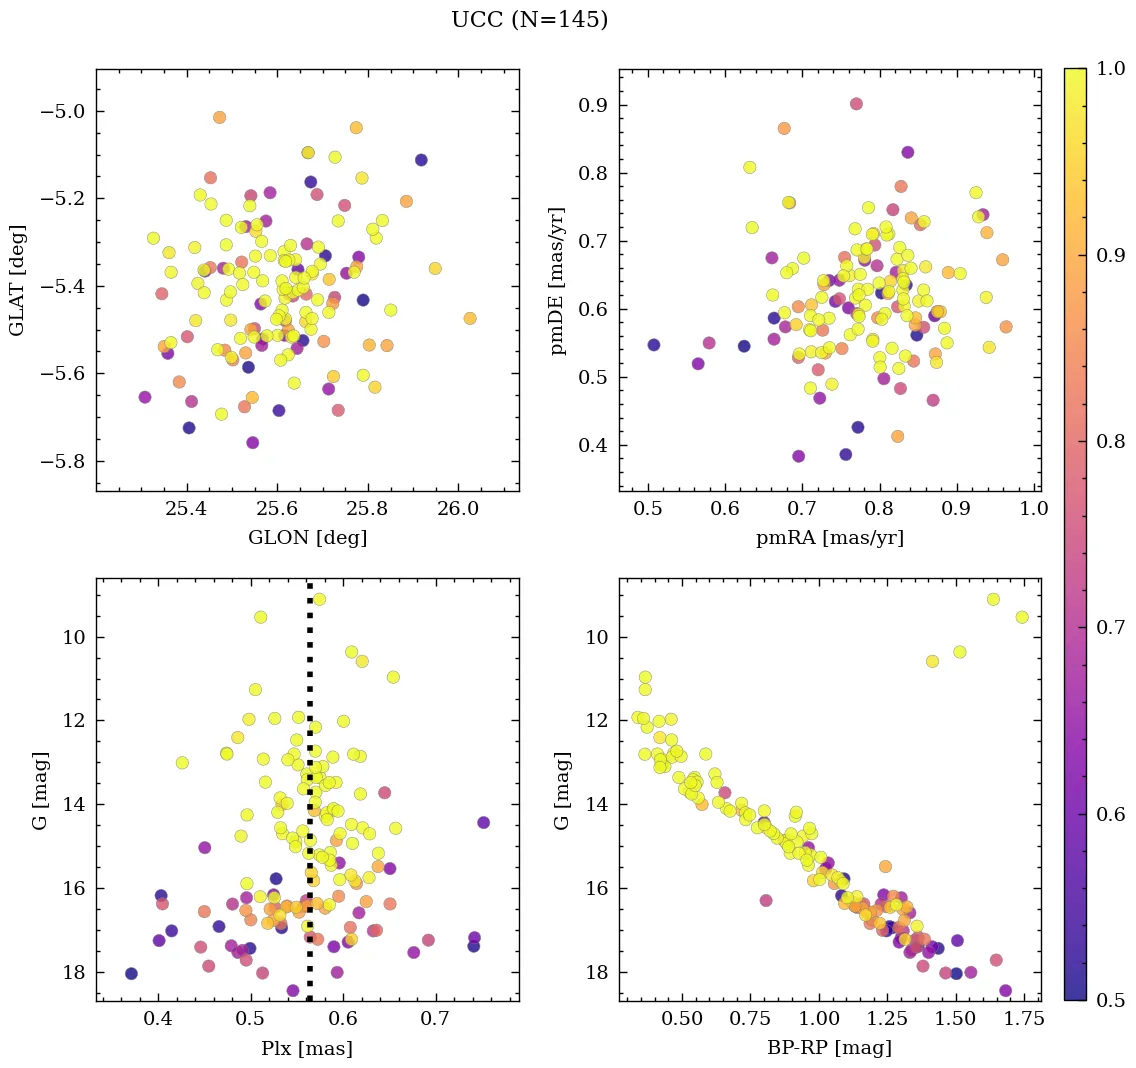 UCC (N=145)
−5.0
−5.2
−5.4
−5.6
−5.8
GLAT [deg]
25.4 25.6 25.8 26.0
GLON [deg]
0.9
0.8
0.7
0.6
0.5
0.4
pmDE [mas/yr]
0.5 0.6 0.7 0.8 0.9 1.0
pmRA [mas/yr]
10
12
14
16
18
G [mag]
0.4 0.5 0.6 0.7
Plx [mas]
10
12
14
16
18
G [mag]
0.50 0.75 1.00 1.25 1.50 1.75
BP-RP [mag]
1.0
0.9
0.8
0.7
0.6
0.5